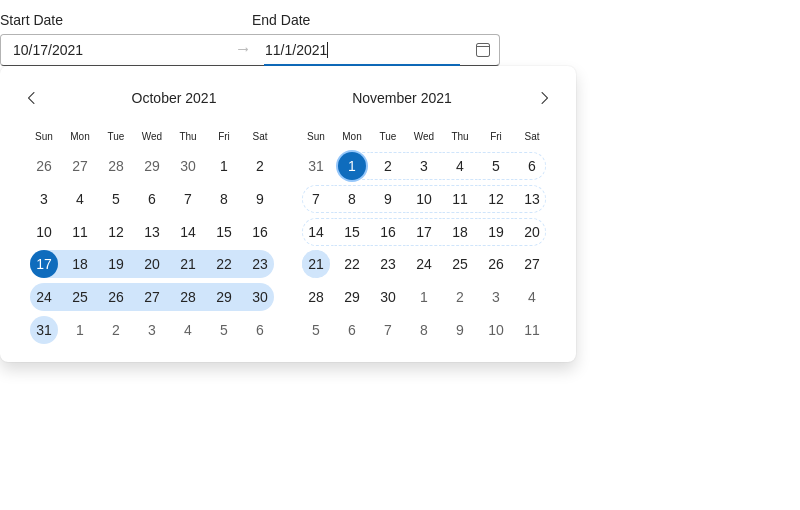 Start Date End Date
10/17/2021 → 11/1/2021
October 2021 November 2021
Sun Mon Tue Wed Thu Fri Sat Sun Mon Tue Wed Thu Fri Sat
26 27 28 29 30 1 2 31 1 2 3 4 5 6
3 4 5 6 7 8 9 7 8 9 10 11 12 13
10 11 12 13 14 15 16 14 15 16 17 18 19 20
17 18 19 20 21 22 23 21 22 23 24 25 26 27
24 25 26 27 28 29 30 28 29 30 1 2 3 4
31 1 2 3 4 5 6 5 6 7 8 9 10 11